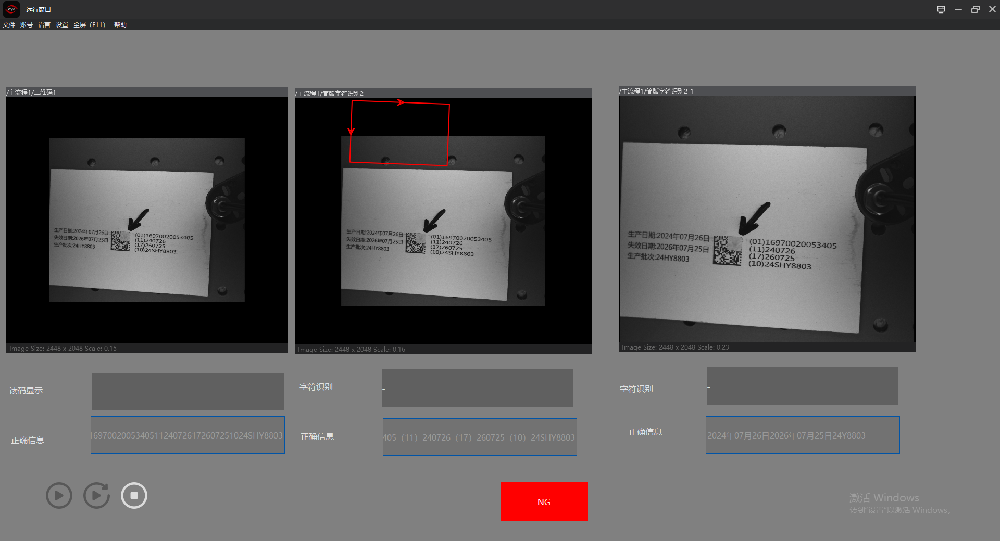 运行窗口
文件 账号 语言 设置 全屏 (F11) 帮助
/主流程1/二维码1
生产日期:2024年07月26日
失效日期:2026年07月25日
生产批次:24HY8803
(01)16970020053405
(11)240726
(17)260725
(10)24SHY8803
Image Size: 2448 x 2048 Scale: 0.15
/主流程1/简版字符识别2
生产日期:2024年07月26日
失效日期:2026年07月25日
生产批次:24HY8803
(01)16970020053405
(11)240726
(17)260725
(10)24SHY8803
Image Size: 2448 x 2048 Scale: 0.16
/主流程1/简版字符识别2_1
生产日期:2024年07月26日
失效日期:2026年07月25日
生产批次:24HY8803
(01)16970020053405
(11)240726
(17)260725
(10)24SHY8803
Image Size: 2448 x 2048 Scale: 0.23
读码显示
-
字符识别
-
字符识别
-
正确信息
16970020053405112407261726072510​24SHY8803
正确信息
405（11）240726（17）260725（10）24SHY8803
正确信息
2024年07月26日2026年07月25日24Y8803
NG
激活 Windows
转到"设置"以激活 Windows。